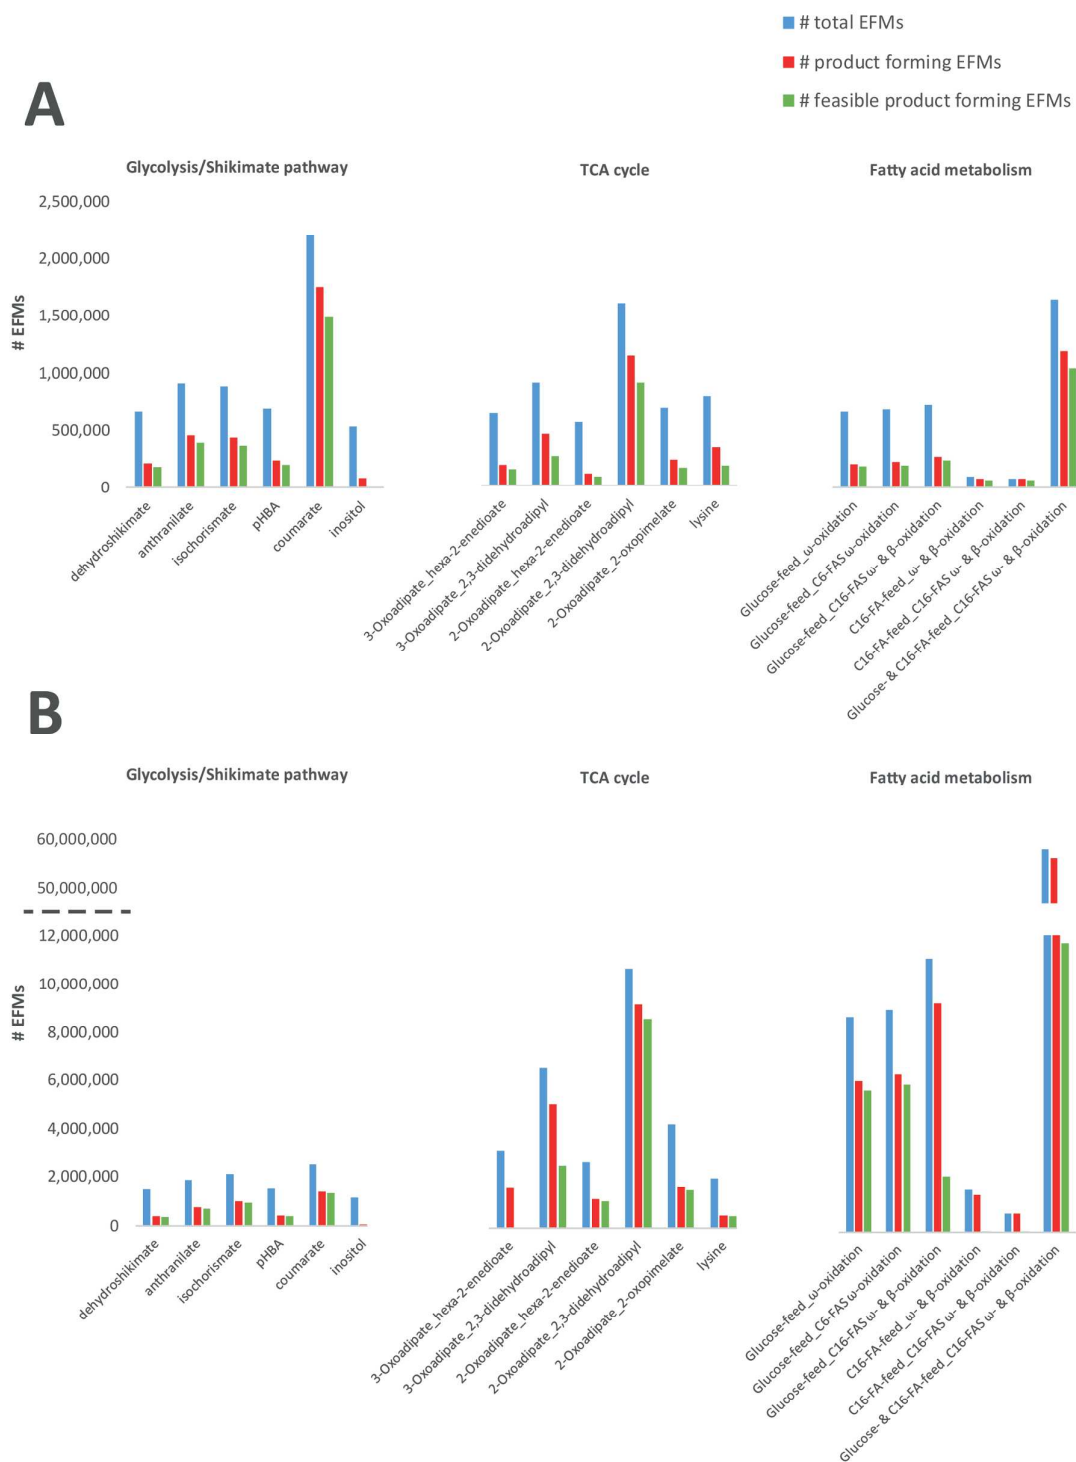 # total EFMs
# product forming EFMs
# feasible product forming EFMs
A
Glycolysis/Shikimate pathway
TCA cycle
Fatty acid metabolism
# EFMs
2,500,000
2,000,000
1,500,000
1,000,000
500,000
0
dehydroshikimate
anthranilate
isochorismate
pHBA
coumarate
inositol
3-Oxoadipate_hexa-2-enedioate
3-Oxoadipate_2,3-didehydroadipyl
2-Oxoadipate_hexa-2-enedioate
2-Oxoadipate_2,3-didehydroadipyl
2-Oxoadipate_2-oxopimelate
lysine
Glucose-feed_ω-oxidation
Glucose-feed_C6-FAS ω-oxidation
Glucose-feed_C16-FAS ω- & β-oxidation
C16-FA-feed_ω- & β-oxidation
C16-FA-feed_C16-FAS ω- & β-oxidation
Glucose- & C16-FA-feed_C16-FAS ω- & β-oxidation
B
Glycolysis/Shikimate pathway
TCA cycle
Fatty acid metabolism
# EFMs
60,000,000
50,000,000
12,000,000
10,000,000
8,000,000
6,000,000
4,000,000
2,000,000
0
dehydroshikimate
anthranilate
isochorismate
pHBA
coumarate
inositol
3-Oxoadipate_hexa-2-enedioate
3-Oxoadipate_2,3-didehydroadipyl
2-Oxoadipate_hexa-2-enedioate
2-Oxoadipate_2,3-didehydroadipyl
2-Oxoadipate_2-oxopimelate
lysine
Glucose-feed_ω-oxidation
Glucose-feed_C6-FAS ω-oxidation
Glucose-feed_C16-FAS ω- & β-oxidation
C16-FA-feed_ω- & β-oxidation
C16-FA-feed_C16-FAS ω- & β-oxidation
Glucose- & C16-FA-feed_C16-FAS ω- & β-oxidation